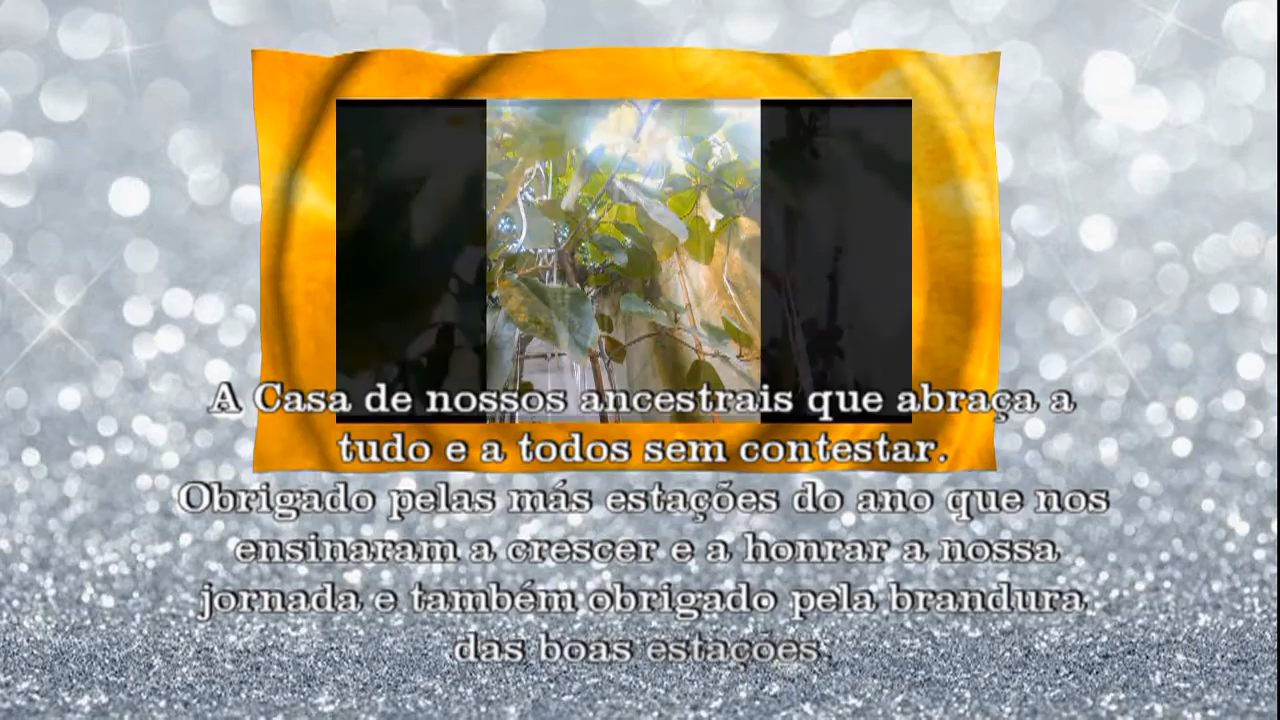 A Casa de nossos ancestrais que abraça a
tudo e a todos sem contestar.
Obrigado pelas más estações do ano que nos
ensinaram a crescer e a honrar a nossa
jornada e também obrigado pela brandura
das boas estações.